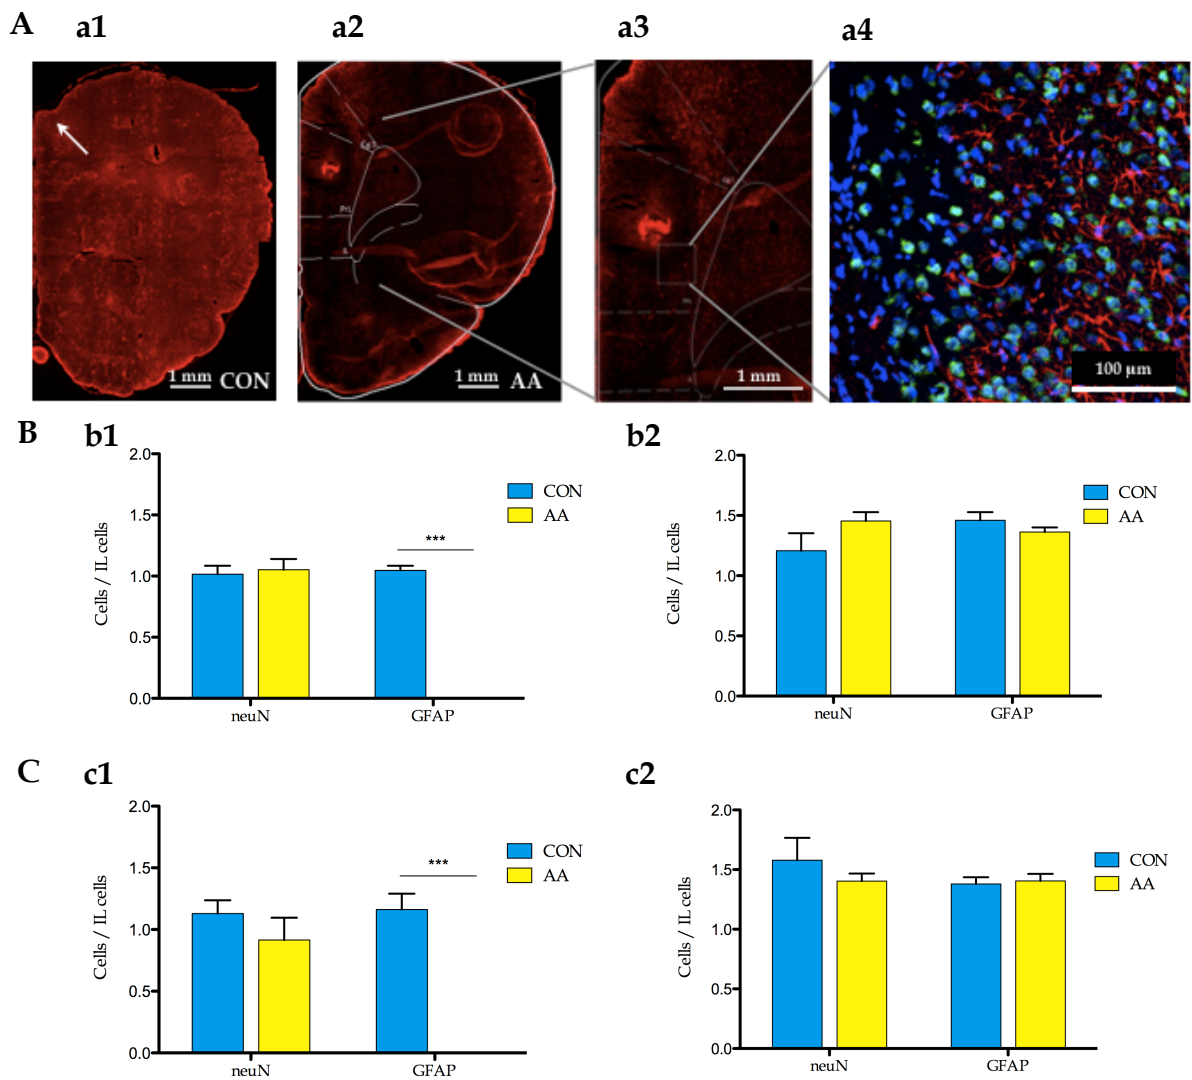 A a1 a2 a3 a4
Cg1
PrL
1 mm CON
1 mm AA
1 mm
100 µm
B b1
2.0
1.5
1.0
0.5
0.0
Cells / IL cells
***
CON
AA
neuN GFAP
b2
2.0
1.5
1.0
0.5
0.0
Cells / IL cells
CON
AA
neuN GFAP
C c1
2.0
1.5
1.0
0.5
0.0
Cells / IL cells
***
CON
AA
neuN GFAP
c2
2.0
1.5
1.0
0.5
0.0
Cells / IL cells
CON
AA
neuN GFAP